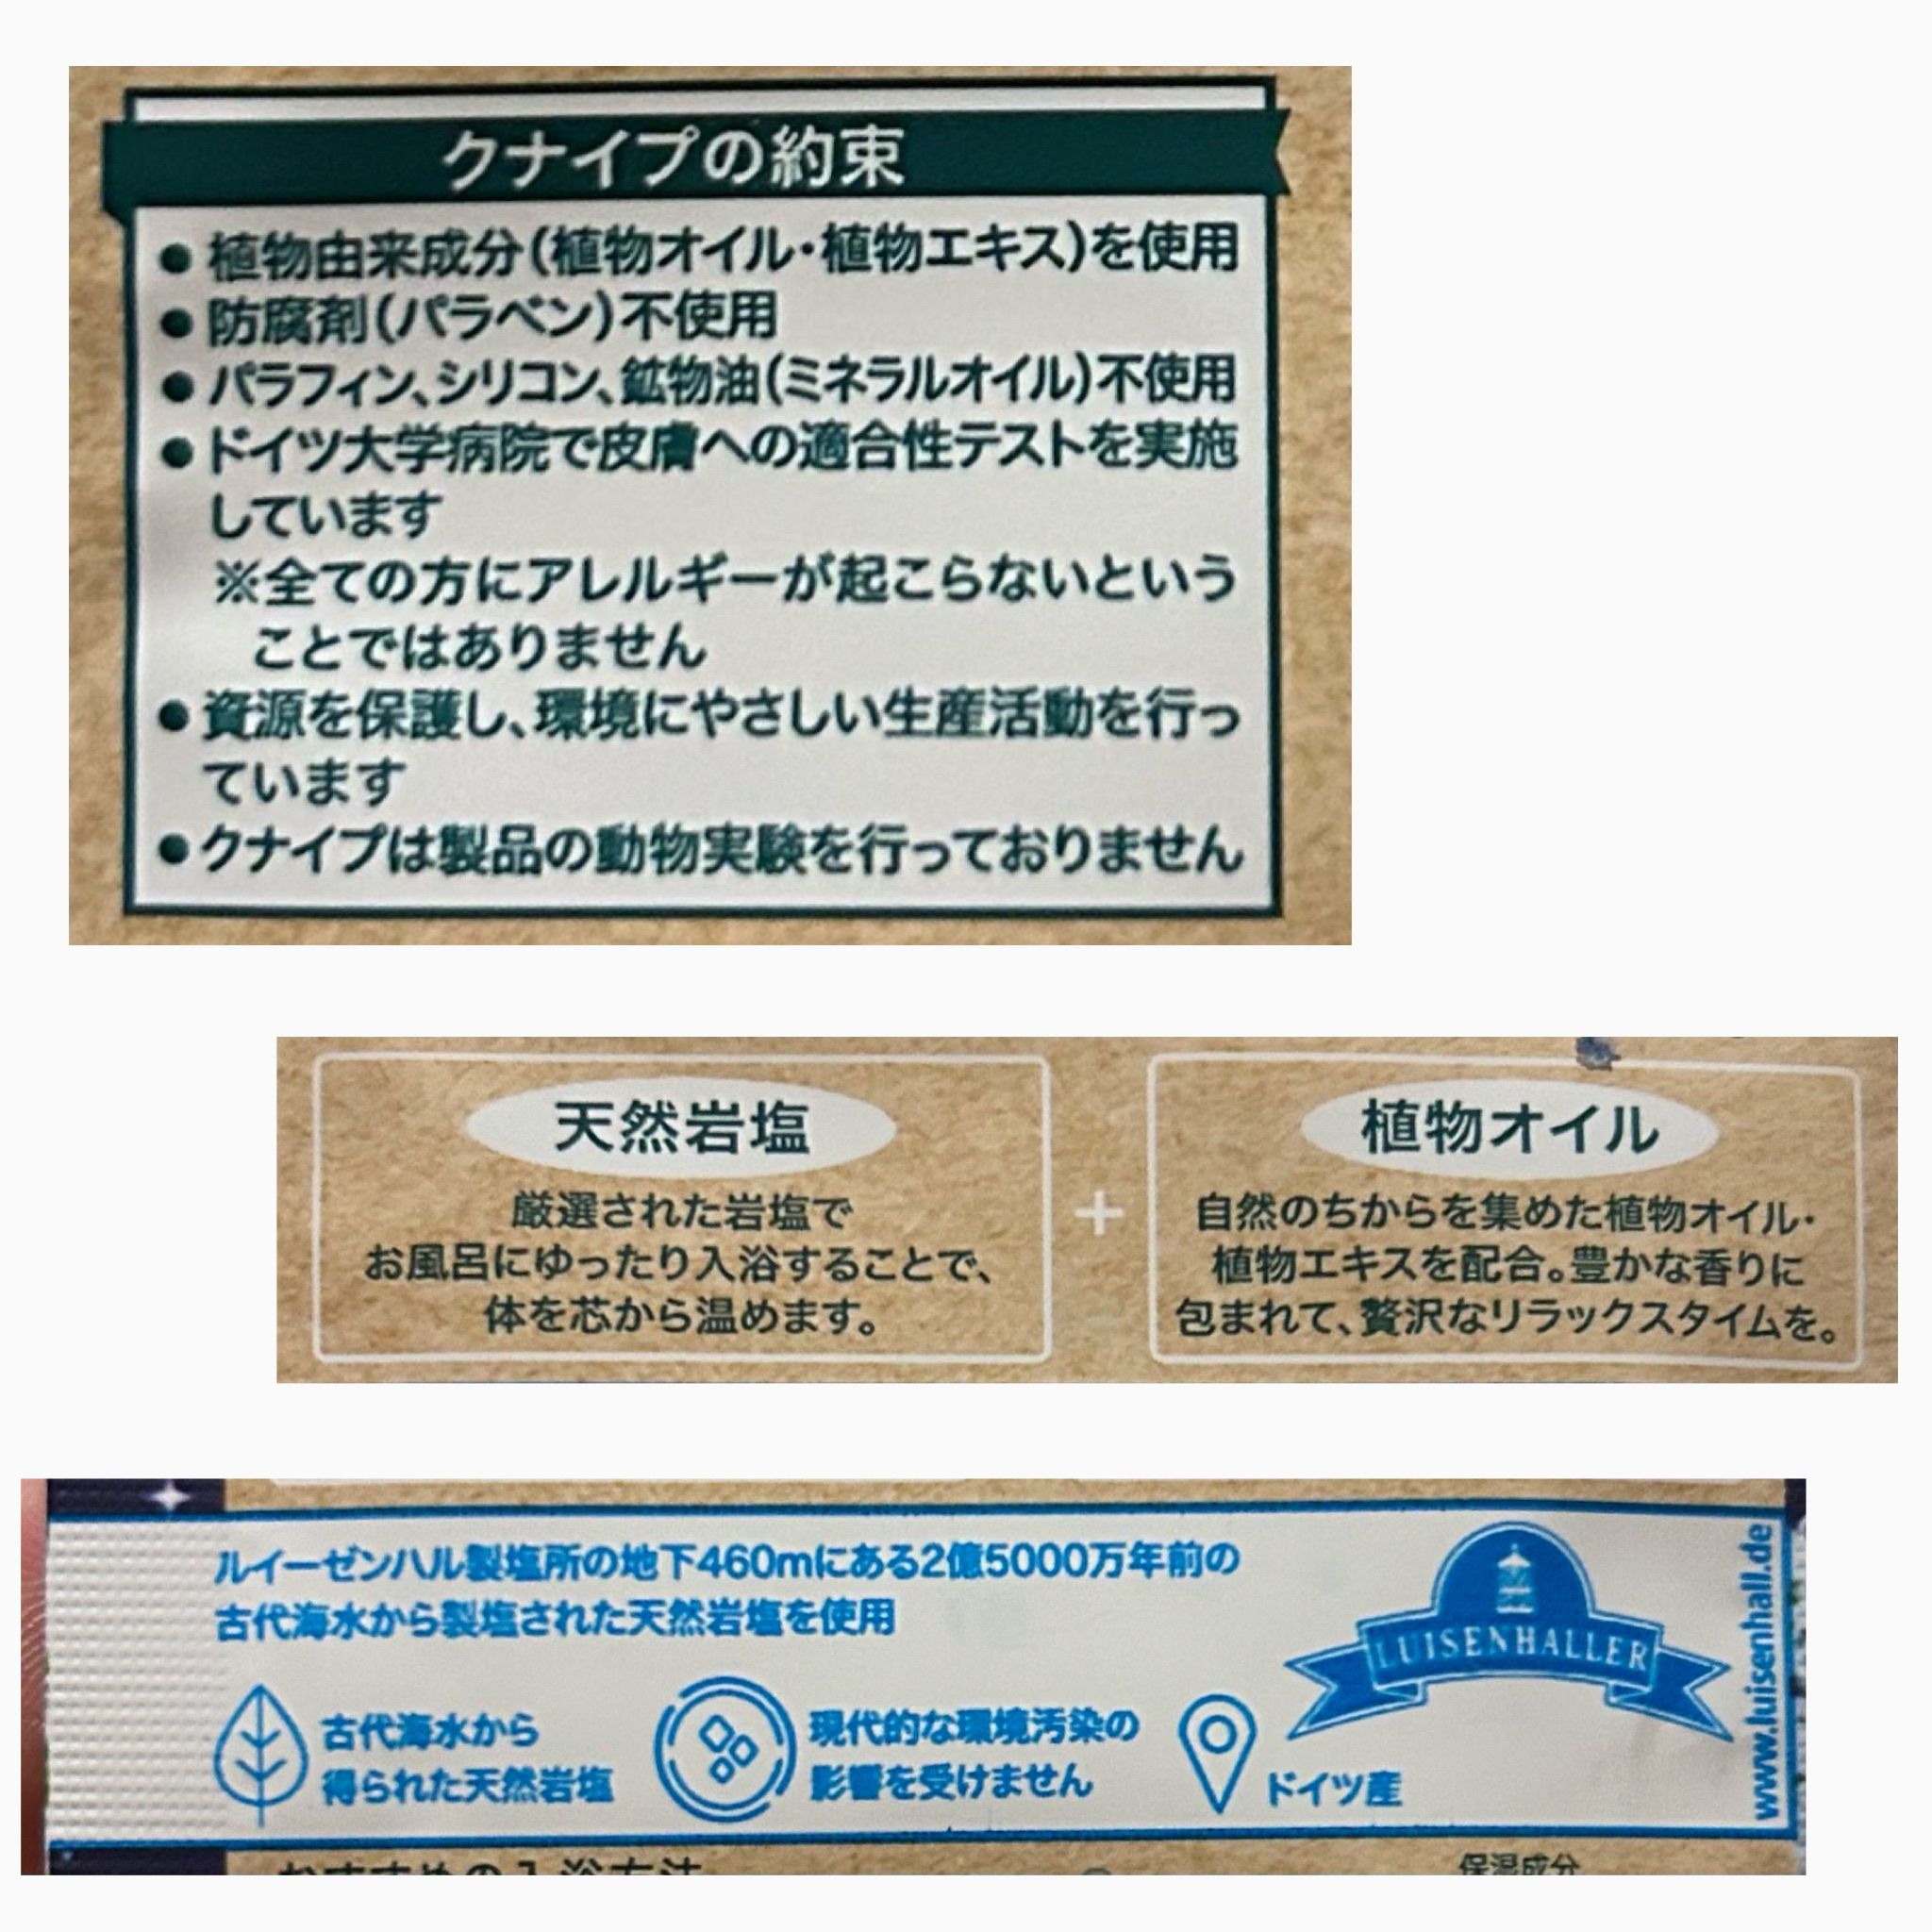 クナイプの約束
● 植物由来成分(植物オイル・植物エキス)を使用
● 防腐剤(パラベン)不使用
● パラフィン、シリコン、鉱物油(ミネラルオイル)不使用
● ドイツ大学病院で皮膚への適合性テストを実施
しています
※全ての方にアレルギーが起こらないという
ことではありません
● 資源を保護し、環境にやさしい生産活動を行っ
ています
● クナイプは製品の動物実験を行っておりません
天然岩塩
厳選された岩塩で
お風呂にゆったり入浴することで、
体を芯から温めます。
+
植物オイル
自然のちからを集めた植物オイル・
植物エキスを配合。豊かな香りに
包まれて、贅沢なリラックスタイムを。
ルイーゼンハル製塩所の地下460mにある2億5000万年前の
古代海水から製塩された天然岩塩を使用
LUISENHALLER
www.luisenhall.de
古代海水から
得られた天然岩塩
現代的な環境汚染の
影響を受けません
ドイツ産
おすすめの入浴方法
保湿成分